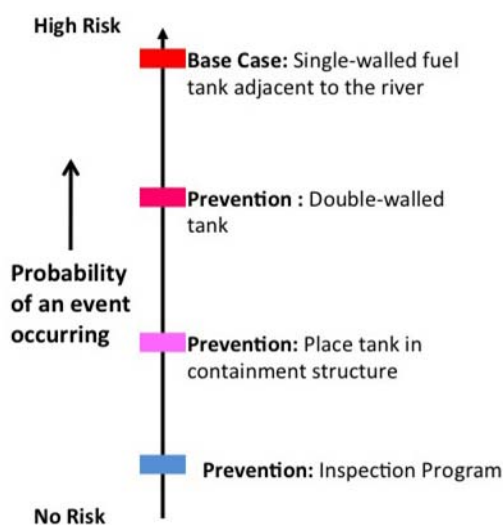 High Risk
Base Case: Single-walled fuel
tank adjacent to the river
Prevention : Double-walled
tank
Probability
of an event
occurring
Prevention: Place tank in
containment structure
Prevention: Inspection Program
No Risk